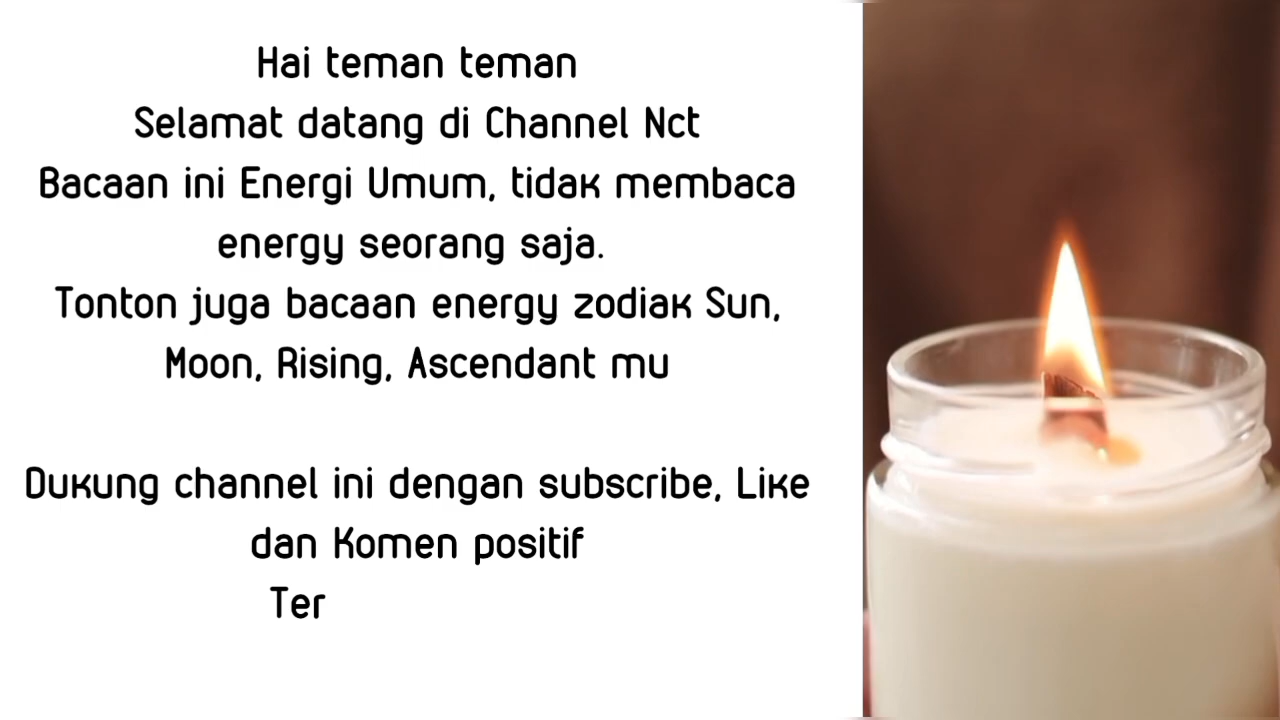 Hai teman teman
Selamat datang di Channel Nct
Bacaan ini Energi Umum, tidak membaca
energy seorang saja.
Tonton juga bacaan energy zodiak Sun,
Moon, Rising, Ascendant mu
Dukung channel ini dengan subscribe, Like
dan Komen positif
Ter